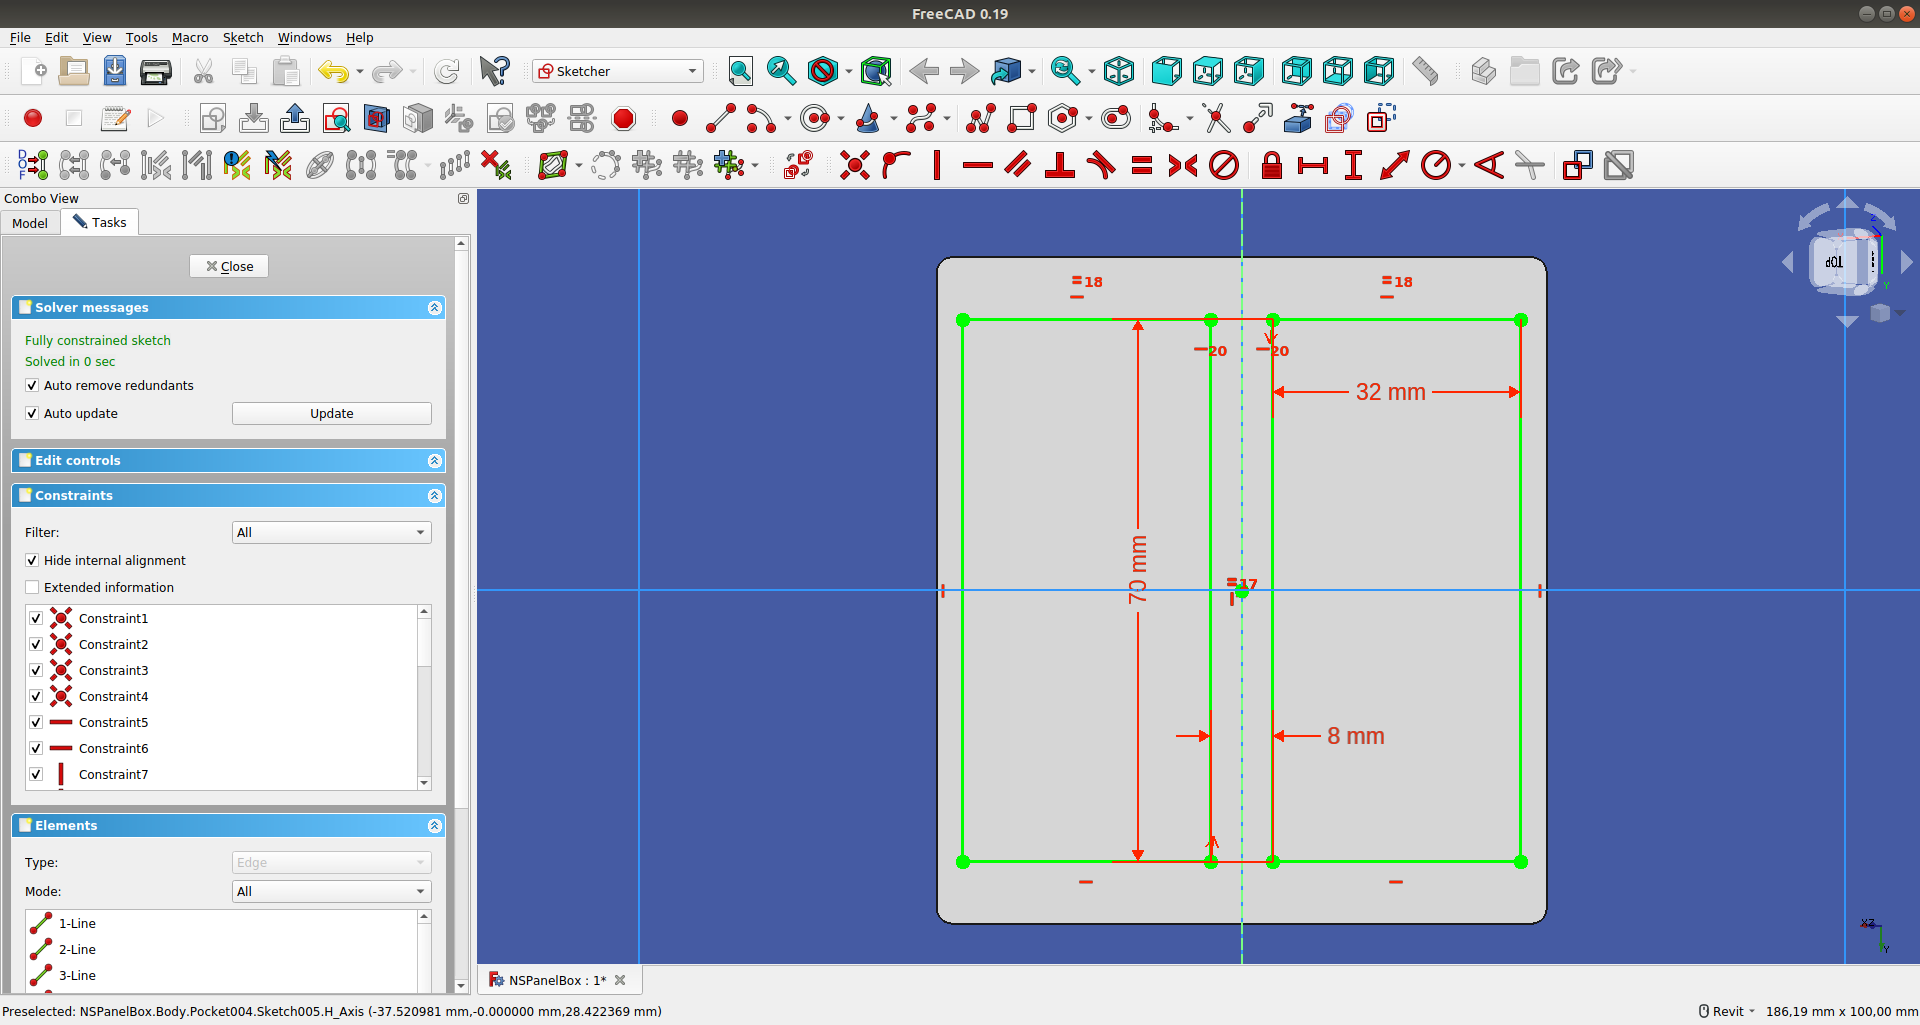 FreeCAD 0.19
File Edit View Tools Macro Sketch Windows Help
Sketcher
DOF
Combo View
Model Tasks
Close
Solver messages
Fully constrained sketch
Solved in 0 sec
Auto remove redundants
Auto update Update
Edit controls
Constraints
Filter: All
Hide internal alignment
Extended information
Constraint1
Constraint2
Constraint3
Constraint4
Constraint5
Constraint6
Constraint7
Elements
Type: Edge
Mode: All
1-Line
2-Line
3-Line
18 18
20 20
32 mm
70 mm
17
8 mm
TOP
Z
Y
Y
NSPanelBox : 1*
Preselected: NSPanelBox.Body.Pocket004.Sketch005.H_Axis (-37.520981 mm,-0.000000 mm,28.422369 mm)
Revit 186,19 mm x 100,00 mm